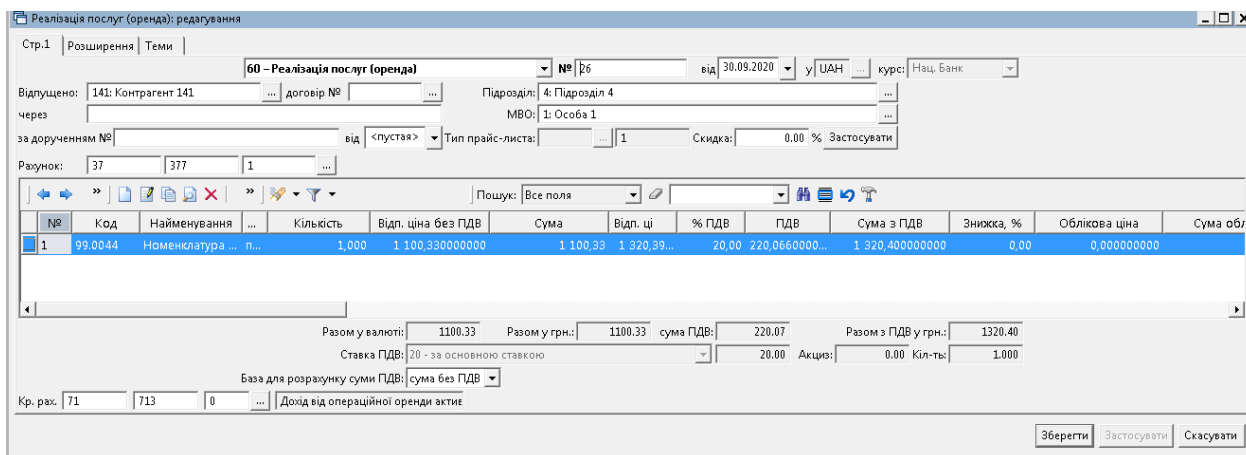 Реалізація послуг (оренда): редагування
Стр.1 Розширення Теми
60 – Реалізація послуг (оренда) № 26 від 30.09.2020 у UAH ... курс: Нац. Банк
Відпущено: 141: Контрагент 141 ... договір № ... Підрозділ: 4: Підрозділ 4 ...
через МВО: 1: Особа 1 ...
за дорученням № від <пустая> Тип прайс-листа: ... 1 Скидка: 0.00 % Застосувати
Рахунок: 37 377 1 ...
» » Пошук: Все поля
№ Код Найменування ... Кількість Відп. ціна без ПДВ Сума Відп. ці % ПДВ ПДВ Сума з ПДВ Знижка, % Облікова ціна Сума обл
1 99.0044 Номенклатура ... п... 1,000 1 100,330000000 1 100,33 1 320,39... 20,00 220,0660000... 1 320,400000000 0,00 0,000000000
Разом у валюті: 1100.33 Разом у грн.: 1100.33 сума ПДВ: 220.07 Разом з ПДВ у грн.: 1320.40
Ставка ПДВ: 20 - за основною ставкою 20.00 Акциз: 0.00 Кіл-ть: 1.000
База для розрахунку суми ПДВ: сума без ПДВ
Кр. рах. 71 713 0 ... Дохід від операційної оренди актив
Зберегти Застосувати Скасувати